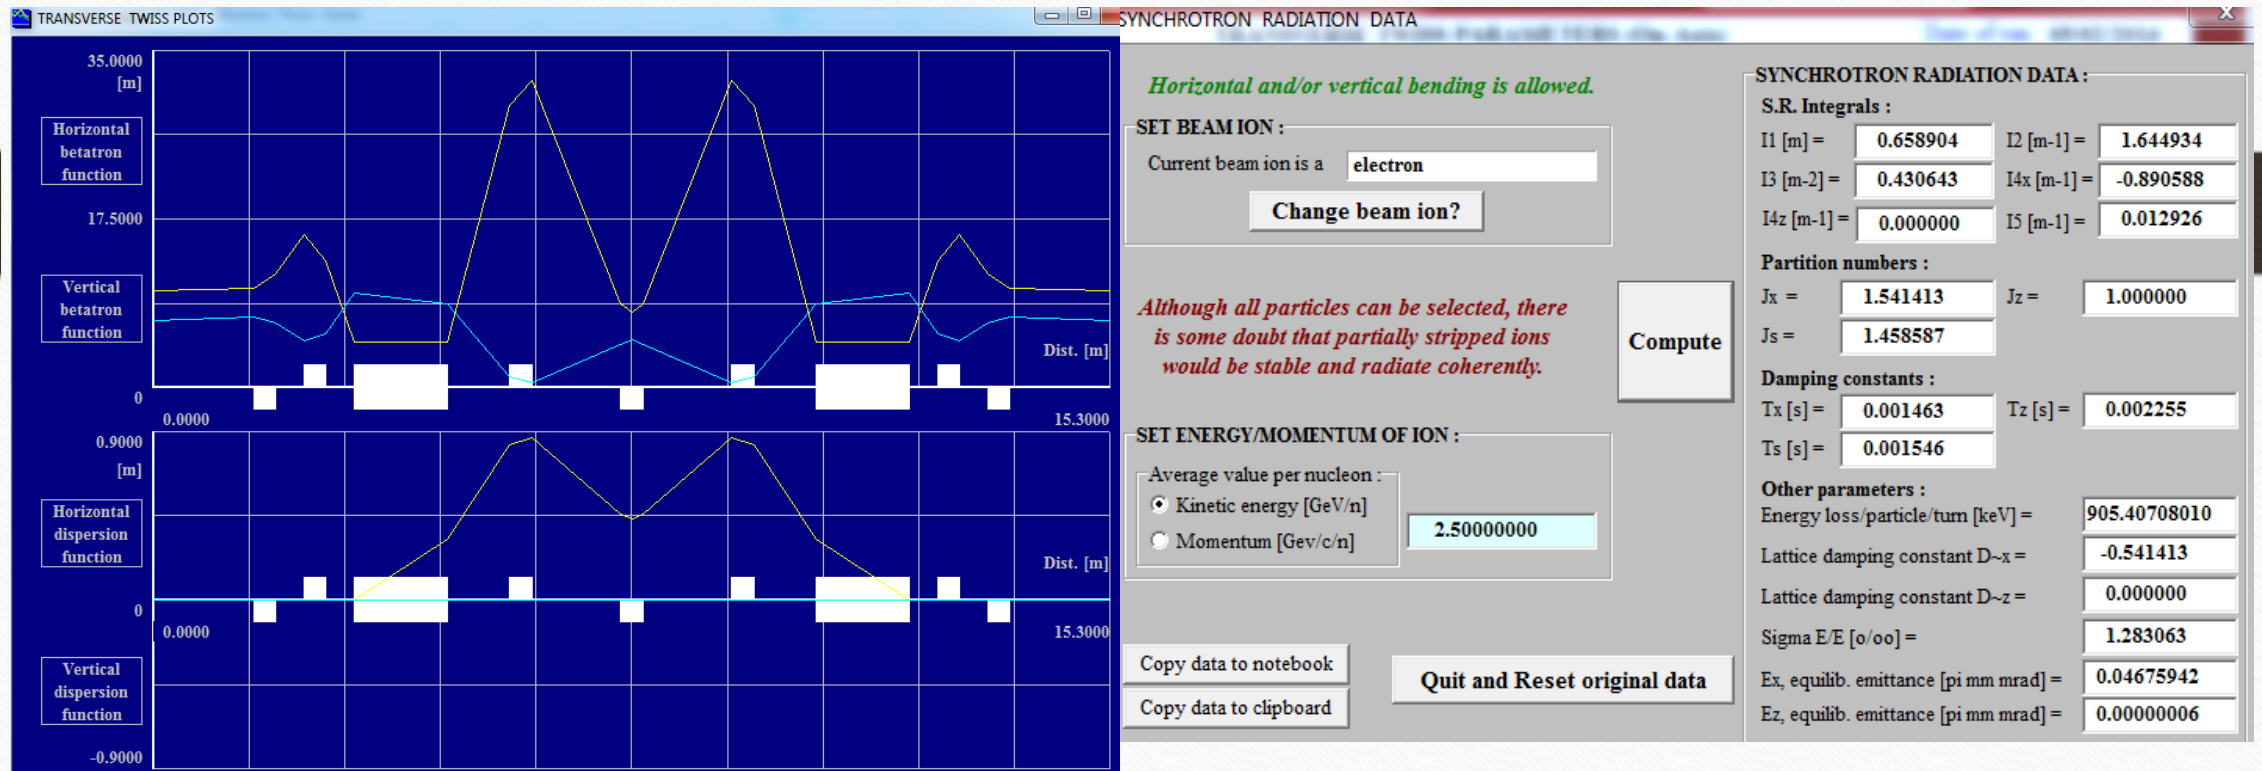 TRANSVERSE TWISS PLOTS
35.0000
[m]
Horizontal
betatron
function
17.5000
Vertical
betatron
function
Dist. [m]
0
0.0000
15.3000
0.9000
[m]
Horizontal
dispersion
function
Dist. [m]
0
0.0000
15.3000
Vertical
dispersion
function
-0.9000
SYNCHROTRON RADIATION DATA
Horizontal and/or vertical bending is allowed.
SET BEAM ION :
Current beam ion is a electron
Change beam ion?
Although all particles can be selected, there
is some doubt that partially stripped ions
would be stable and radiate coherently.
Compute
SET ENERGY/MOMENTUM OF ION :
Average value per nucleon :
Kinetic energy [GeV/n]
Momentum [Gev/c/n]
2.50000000
Copy data to notebook
Copy data to clipboard
Quit and Reset original data
SYNCHROTRON RADIATION DATA :
S.R. Integrals :
I1 [m] = 0.658904 I2 [m-1] = 1.644934
I3 [m-2] = 0.430643 I4x [m-1] = -0.890588
I4z [m-1] = 0.000000 I5 [m-1] = 0.012926
Partition numbers :
Jx = 1.541413 Jz = 1.000000
Js = 1.458587
Damping constants :
Tx [s] = 0.001463 Tz [s] = 0.002255
Ts [s] = 0.001546
Other parameters :
Energy loss/particle/turn [keV] = 905.40708010
Lattice damping constant D~x = -0.541413
Lattice damping constant D~z = 0.000000
Sigma E/E [o/oo] = 1.283063
Ex, equilib. emittance [pi mm mrad] = 0.04675942
Ez, equilib. emittance [pi mm mrad] = 0.00000006